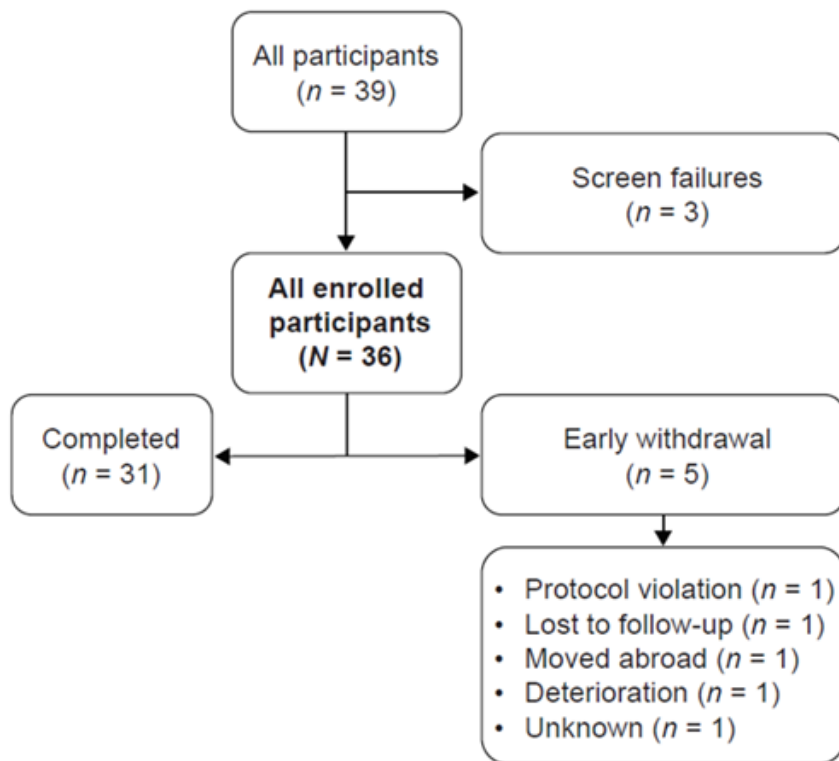 All participants
(n = 39)
Screen failures
(n = 3)
All enrolled
participants
(N = 36)
Completed
(n = 31)
Early withdrawal
(n = 5)
• Protocol violation (n = 1)
• Lost to follow-up (n = 1)
• Moved abroad (n = 1)
• Deterioration (n = 1)
• Unknown (n = 1)